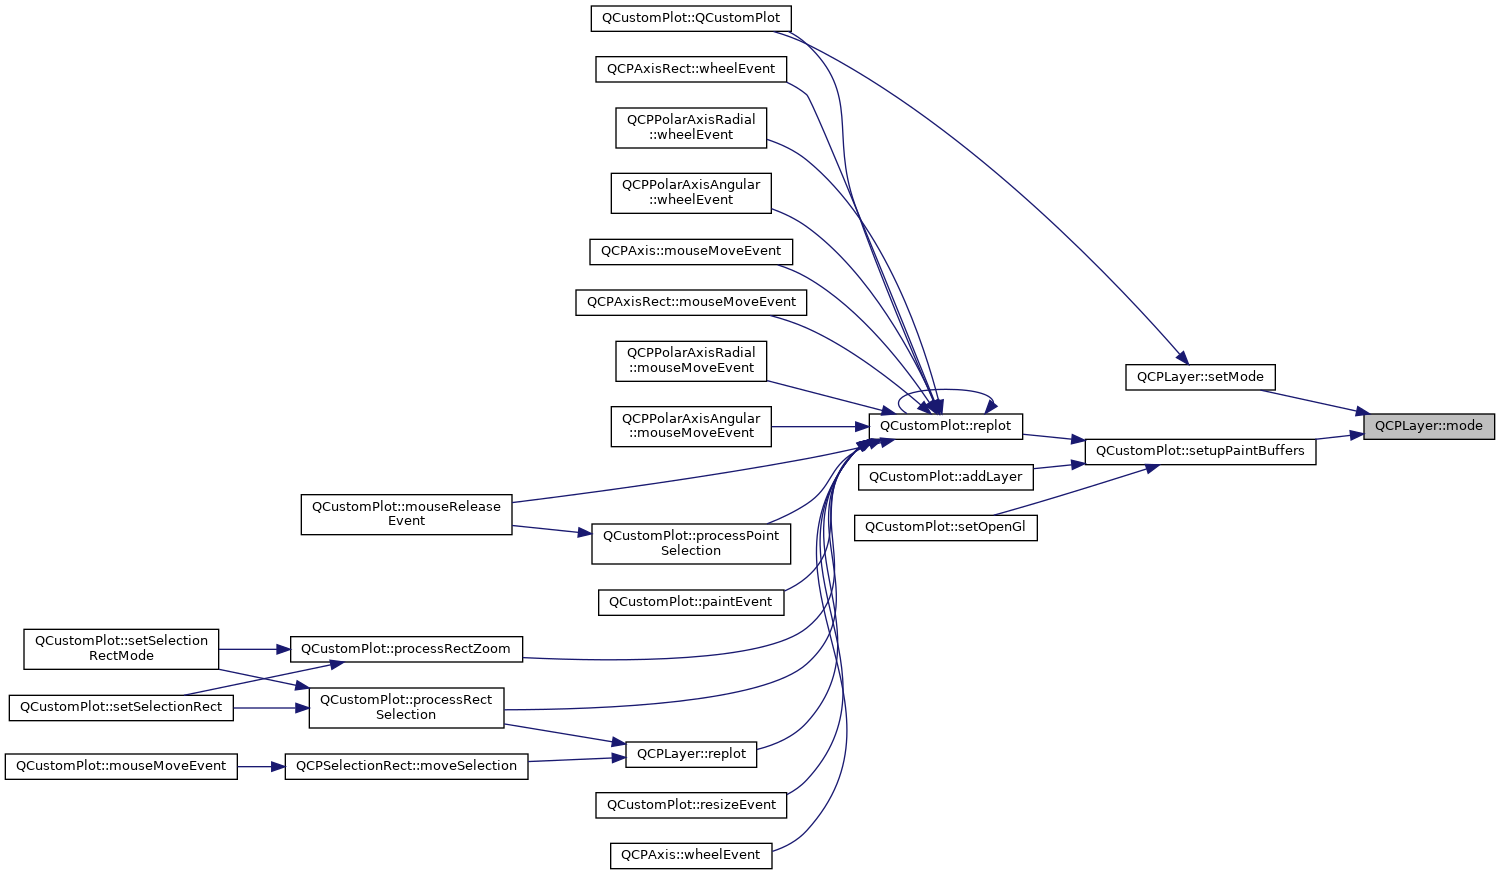 QCustomPlot::QCustomPlot
QCPAxisRect::wheelEvent
QCPPolarAxisRadial
::wheelEvent
QCPPolarAxisAngular
::wheelEvent
QCPAxis::mouseMoveEvent
QCPAxisRect::mouseMoveEvent
QCPPolarAxisRadial
::mouseMoveEvent
QCPLayer::setMode
QCPPolarAxisAngular
::mouseMoveEvent
QCustomPlot::replot
QCPLayer::mode
QCustomPlot::setupPaintBuffers
QCustomPlot::addLayer
QCustomPlot::mouseRelease
Event
QCustomPlot::setOpenGl
QCustomPlot::processPoint
Selection
QCustomPlot::paintEvent
QCustomPlot::setSelection
RectMode
QCustomPlot::processRectZoom
QCustomPlot::setSelectionRect
QCustomPlot::processRect
Selection
QCPLayer::replot
QCustomPlot::mouseMoveEvent
QCPSelectionRect::moveSelection
QCustomPlot::resizeEvent
QCPAxis::wheelEvent